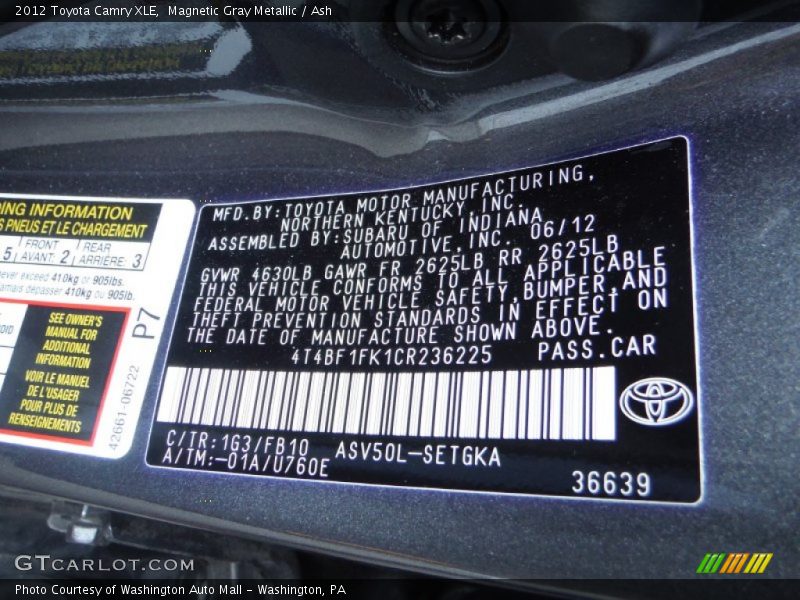 2012 Toyota Camry XLE, Magnetic Gray Metallic / Ash
MFD.BY:TOYOTA MOTOR MANUFACTURING,
NORTHERN KENTUCKY,INC.
ASSEMBLED BY:SUBARU OF INDIANA
AUTOMOTIVE,INC. 06/12
GVWR 4630LB GAWR FR 2625LB RR 2625LB
THIS VEHICLE CONFORMS TO ALL APPLICABLE
FEDERAL MOTOR VEHICLE SAFETY,BUMPER,AND
THEFT PREVENTION STANDARDS IN EFFECT ON
THE DATE OF MANUFACTURE SHOWN ABOVE.
4T4BF1FK1CR236225 PASS.CAR
C/TR:1G3/FB10 ASV50L-SETGKA
A/TM:-01A/U760E
36639
INFORMATION
PNEUS ET LE CHARGEMENT
5 FRONT AVANT: 2 REAR ARRIÈRE: 3
exceed 410kg or 905lb.
dépasser 410kg ou 905lb.
SEE OWNER'S
MANUAL FOR
ADDITIONAL
INFORMATION
VOIR LE MANUEL
DE L'USAGER
POUR PLUS DE
RENSEIGNEMENTS
P7
42661-06722
GTCARLOT.COM
Photo Courtesy of Washington Auto Mall - Washington, PA